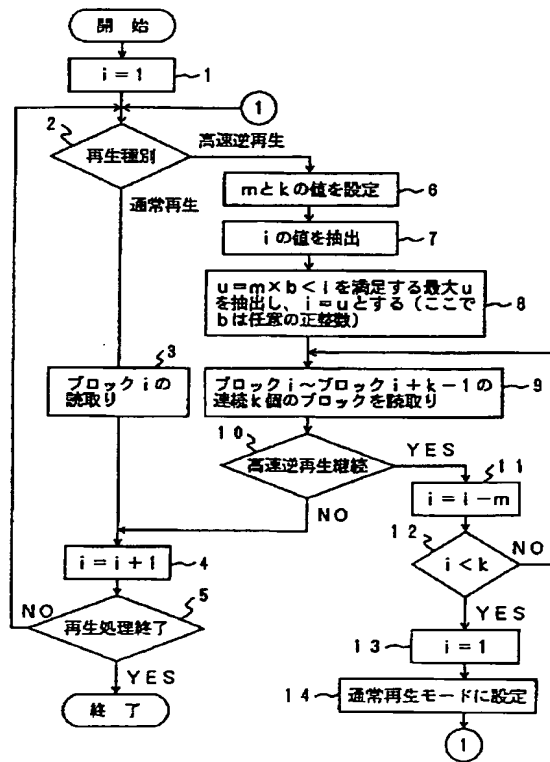 開 始
i＝1
1
1
2
再生種別
高速逆再生
通常再生
mとkの値を設定
6
iの値を抽出
7
u＝m×b＜iを満足する最大u
を抽出し、i＝uとする（ここで
bは任意の正整数）
8
3
ブロックiの
読取り
ブロックi～ブロックi＋k－1の
連続k個のブロックを読取り
9
10
高速逆再生継続
YES
NO
11
i＝i－m
12
i＜k
NO
YES
i＝i＋1
4
5
NO
再生処理終了
YES
終 了
13
i＝1
14
通常再生モードに設定
1